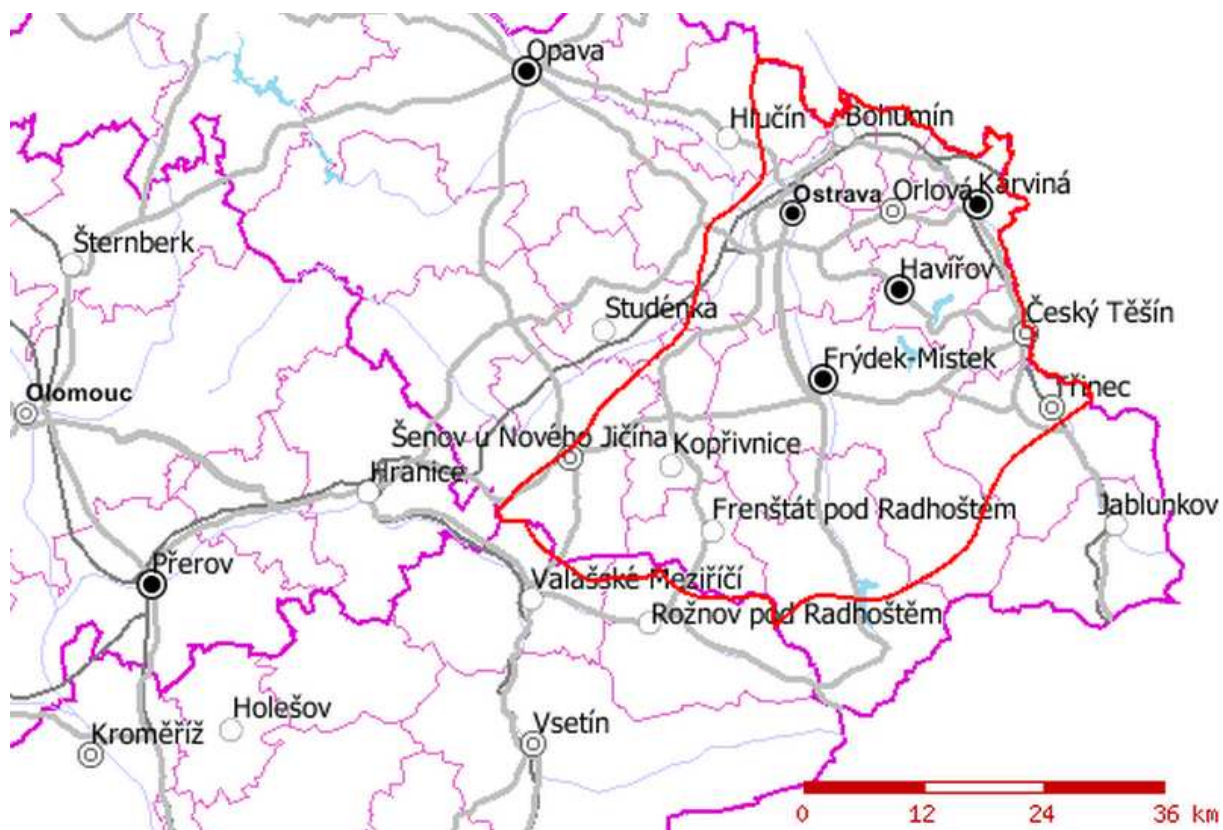 Opava
Hlučín
Bohumín
Ostrava
Orlová
Karviná
Šternberk
Havířov
Studénka
Český Těšín
Frýdek-Místek
Olomouc
Třinec
Šenov u Nového Jičína
Kopřivnice
Hranice
Frenštát pod Radhoštěm
Jablunkov
Přerov
Valašské Meziříčí
Rožnov pod Radhoštěm
Holešov
Kroměříž
Vsetín
0 12 24 36 km